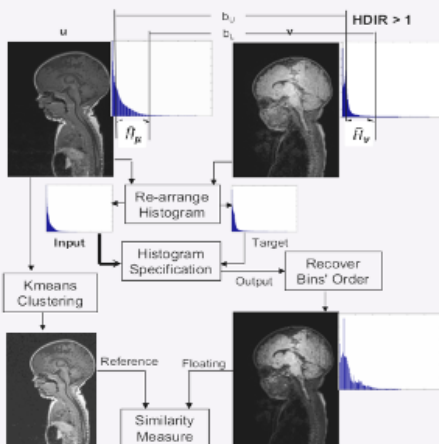 b_U
HDIR > 1
u
b_L
v
H̄_μ
H̄_v
Re-arrange
Histogram
Input
Target
Histogram
Specification
Output
Recover
Bins' Order
Kmeans
Clustering
Reference
Floating
Similarity
Measure